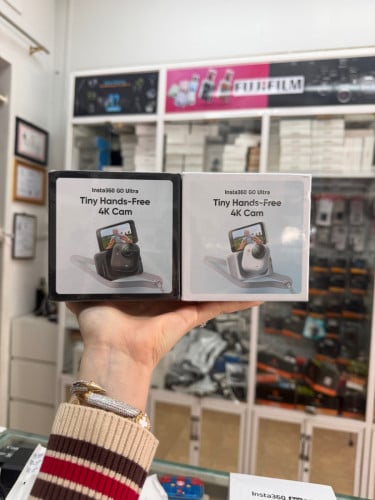 FUJIFILM
Insta360 GO Ultra
Tiny Hands-Free
4K Cam
Insta360 GO Ultra
Tiny Hands-Free
4K Cam
Insta360